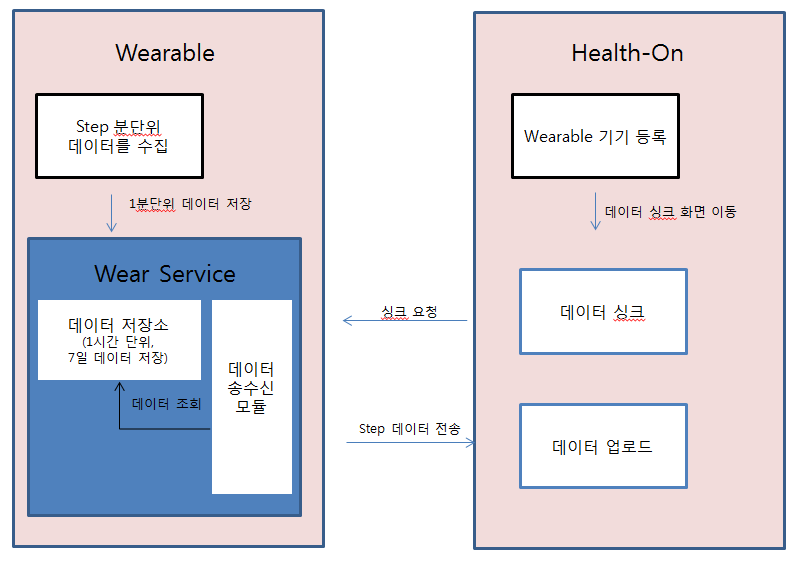 Wearable
Step 분단위
데이터를 수집
1분단위 데이터 저장
Wear Service
데이터 저장소
(1시간 단위,
7일 데이터 저장)
데이터 조회
데이터
송수신
모듈
싱크 요청
Step 데이터 전송
Health-On
Wearable 기기 등록
데이터 싱크 화면 이동
데이터 싱크
데이터 업로드